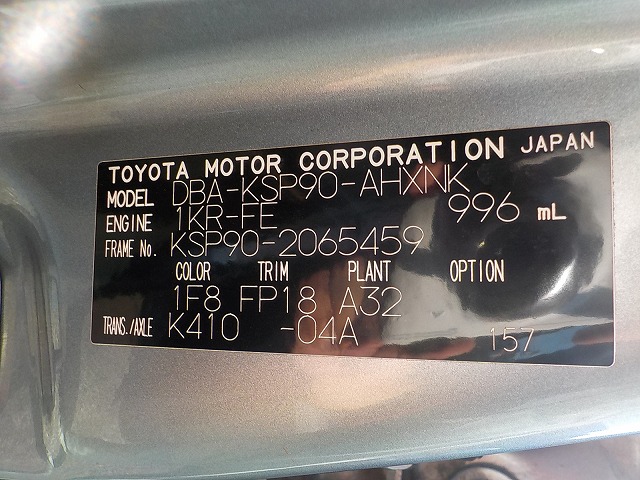 TOYOTA MOTOR CORPORATION JAPAN
MODEL DBA-KSP90-AHXNK
ENGINE 1KR-FE 996 mL
FRAME No. KSP90-2065459
COLOR TRIM PLANT OPTION
1F8 FP18 A32
TRANS./AXLE K410 -04A 157